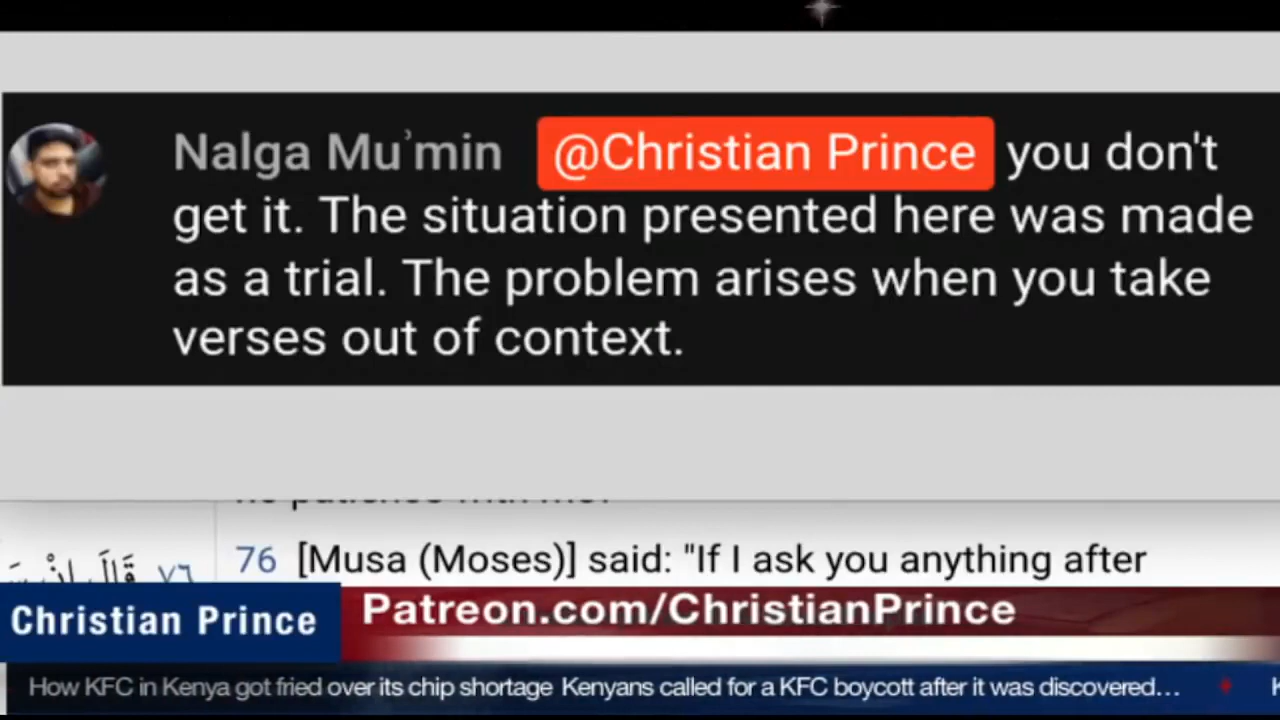 Nalga Muʾmin @Christian Prince you don't
get it. The situation presented here was made
as a trial. The problem arises when you take
verses out of context.
76 [Musa (Moses)] said: "If I ask you anything after
٧٦ قَالَ إِنْ
Christian Prince
Patreon.com/ChristianPrince
How KFC in Kenya got fried over its chip shortage Kenyans called for a KFC boycott after it was discovered... K